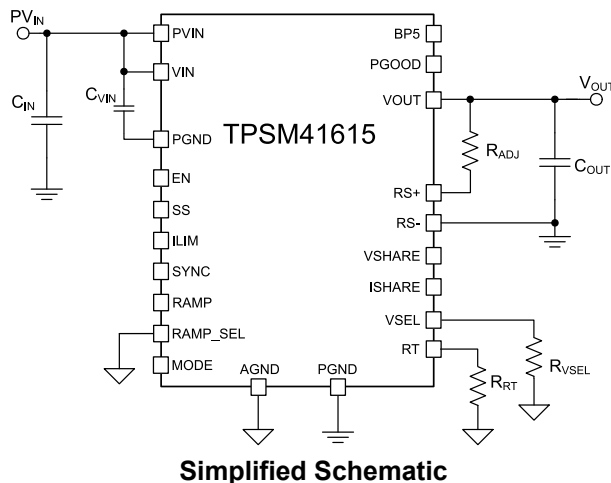 PVIN
PVIN
VIN
CIN
CVIN
PGND
TPSM41615
EN
SS
ILIM
SYNC
RAMP
RAMP_SEL
MODE
AGND
PGND
BP5
PGOOD
VOUT
VOUT
RADJ
COUT
RS+
RS-
VSHARE
ISHARE
VSEL
RT
RRT
RVSEL
Simplified Schematic